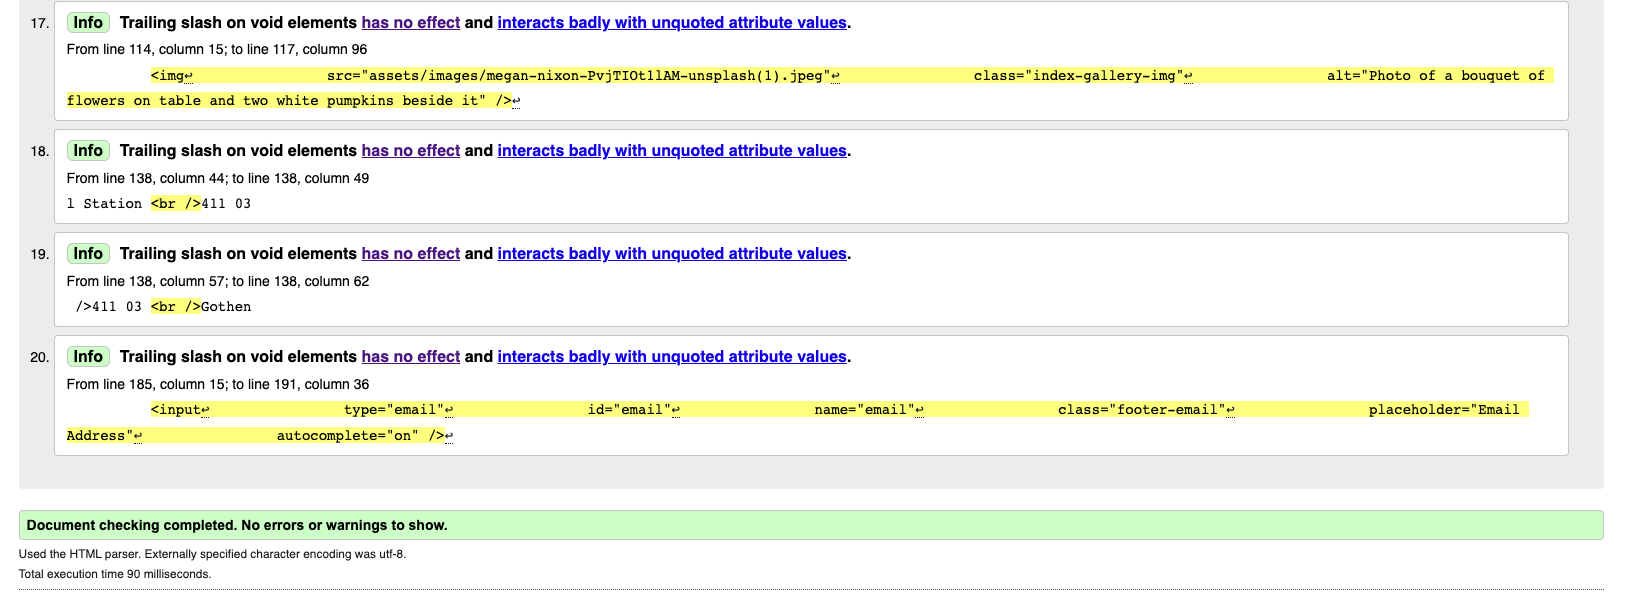 17. Info Trailing slash on void elements has no effect and interacts badly with unquoted attribute values.
From line 114, column 15; to line 117, column 96
<img↩ src="assets/images/megan-nixon-PvjTIOt1lAM-unsplash(1).jpeg"↩ class="index-gallery-img"↩ alt="Photo of a bouquet of
flowers on table and two white pumpkins beside it" />↩
18. Info Trailing slash on void elements has no effect and interacts badly with unquoted attribute values.
From line 138, column 44; to line 138, column 49
l Station <br />411 03
19. Info Trailing slash on void elements has no effect and interacts badly with unquoted attribute values.
From line 138, column 57; to line 138, column 62
/>411 03 <br />Gothen
20. Info Trailing slash on void elements has no effect and interacts badly with unquoted attribute values.
From line 185, column 15; to line 191, column 36
<input↩ type="email"↩ id="email"↩ name="email"↩ class="footer-email"↩ placeholder="Email
Address"↩ autocomplete="on" />↩
Document checking completed. No errors or warnings to show.
Used the HTML parser. Externally specified character encoding was utf-8.
Total execution time 90 milliseconds.